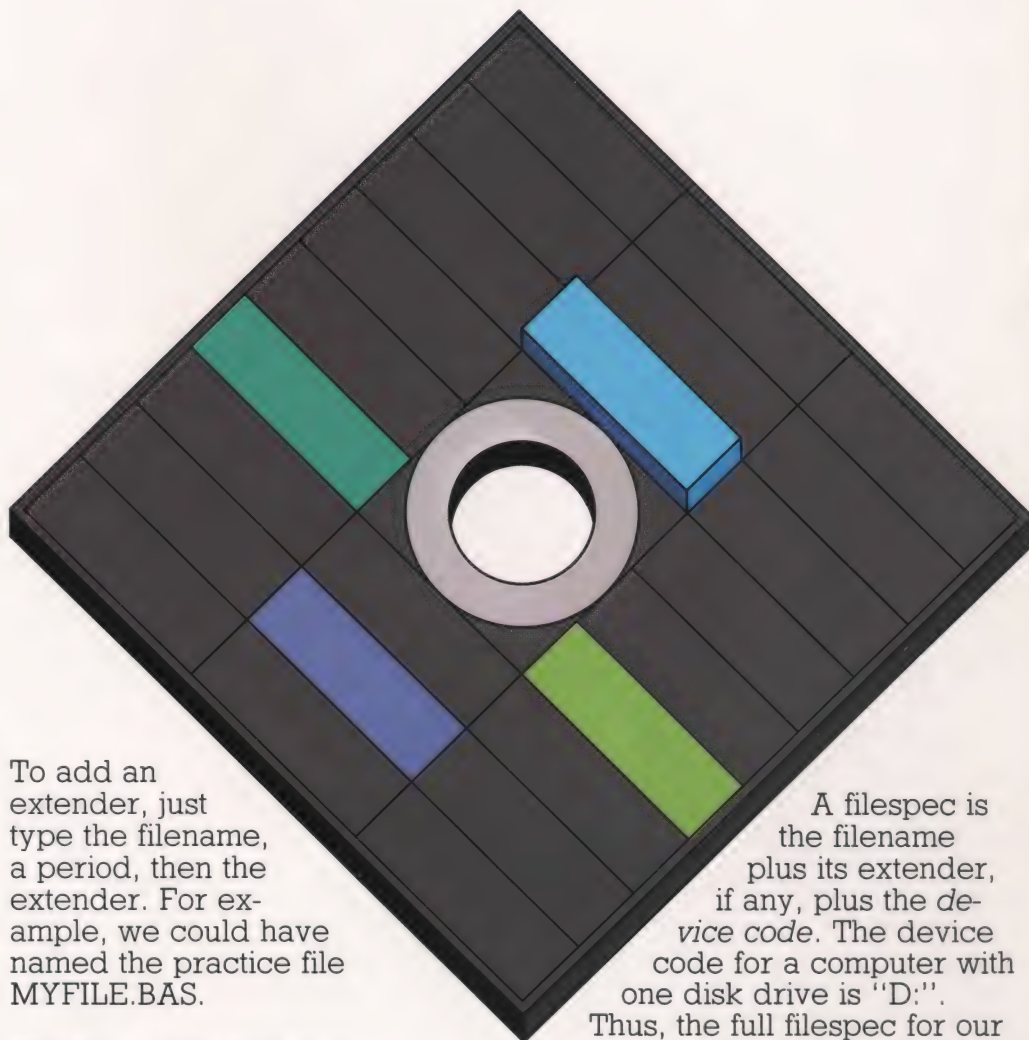 To add an
extender, just
type the filename,
a period, then the
extender. For ex-
ample, we could have
named the practice file
MYFILE.BAS.
A filespec is
the filename
plus its extender,
if any, plus the de-
vice code. The device
code for a computer with
one disk drive is “D:”.
Thus, the full filespec for our